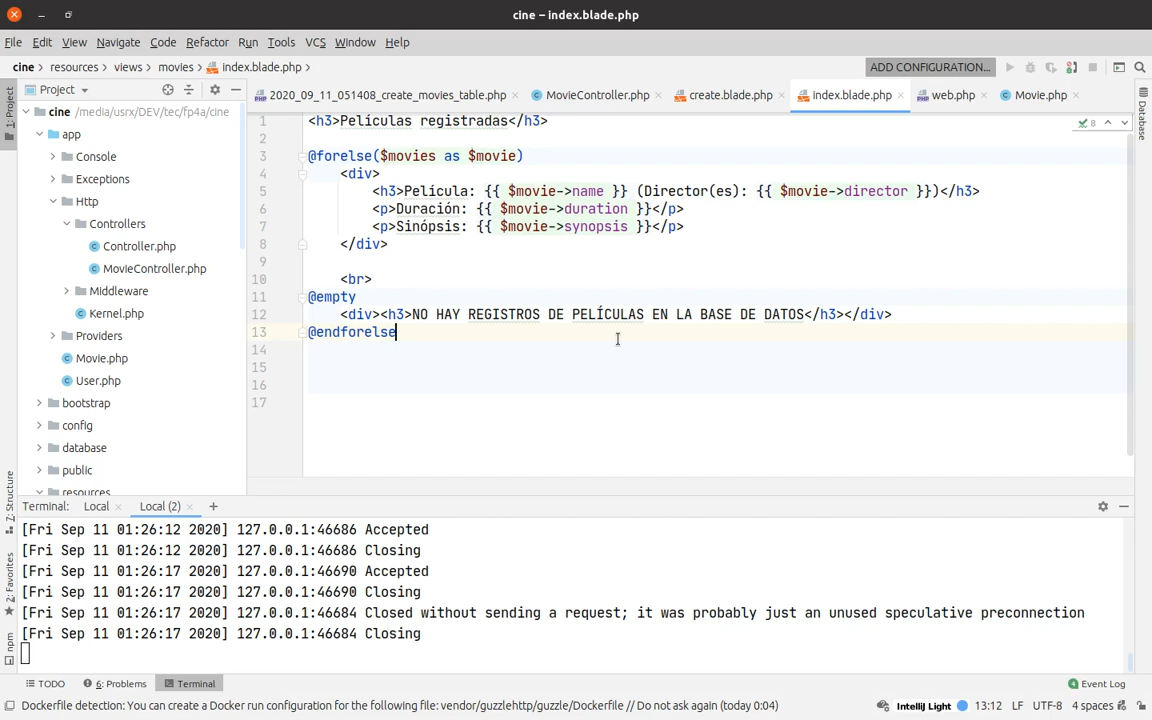 cine – index.blade.php
File Edit View Navigate Code Refactor Run Tools VCS Window Help
cine resources views movies index.blade.php ADD CONFIGURATION...
Project 2020_09_11_051408_create_movies_table.php MovieController.php create.blade.php index.blade.php web.php Movie.php
1: Project
Database
cine /media/usrx/DEV/tec/fp4a/cine
app
Console
Exceptions
Http
Controllers
Controller.php
MovieController.php
Middleware
Kernel.php
Providers
Movie.php
User.php
bootstrap
config
database
public
resources
8
1 <h3>Películas registradas</h3>
2
3 @forelse($movies as $movie)
4 <div>
5 <h3>Película: {{ $movie->name }} (Director(es): {{ $movie->director }})</h3>
6 <p>Duración: {{ $movie->duration }}</p>
7 <p>Sinópsis: {{ $movie->synopsis }}</p>
8 </div>
9
10 <br>
11 @empty
12 <div><h3>NO HAY REGISTROS DE PELÍCULAS EN LA BASE DE DATOS</h3></div>
13 @endforelse
14
15
16
17
Z: Structure
2: Favorites
npm
Terminal: Local Local (2)
[Fri Sep 11 01:26:12 2020] 127.0.0.1:46686 Accepted
[Fri Sep 11 01:26:12 2020] 127.0.0.1:46686 Closing
[Fri Sep 11 01:26:17 2020] 127.0.0.1:46690 Accepted
[Fri Sep 11 01:26:17 2020] 127.0.0.1:46690 Closing
[Fri Sep 11 01:26:17 2020] 127.0.0.1:46684 Closed without sending a request; it was probably just an unused speculative preconnection
[Fri Sep 11 01:26:17 2020] 127.0.0.1:46684 Closing
TODO 6: Problems Terminal 4 Event Log
Dockerfile detection: You can create a Docker run configuration for the following file: vendor/guzzlehttp/guzzle/Dockerfile // Do not ask again (today 0:04) IntelliJ Light 13:12 LF UTF-8 4 spaces